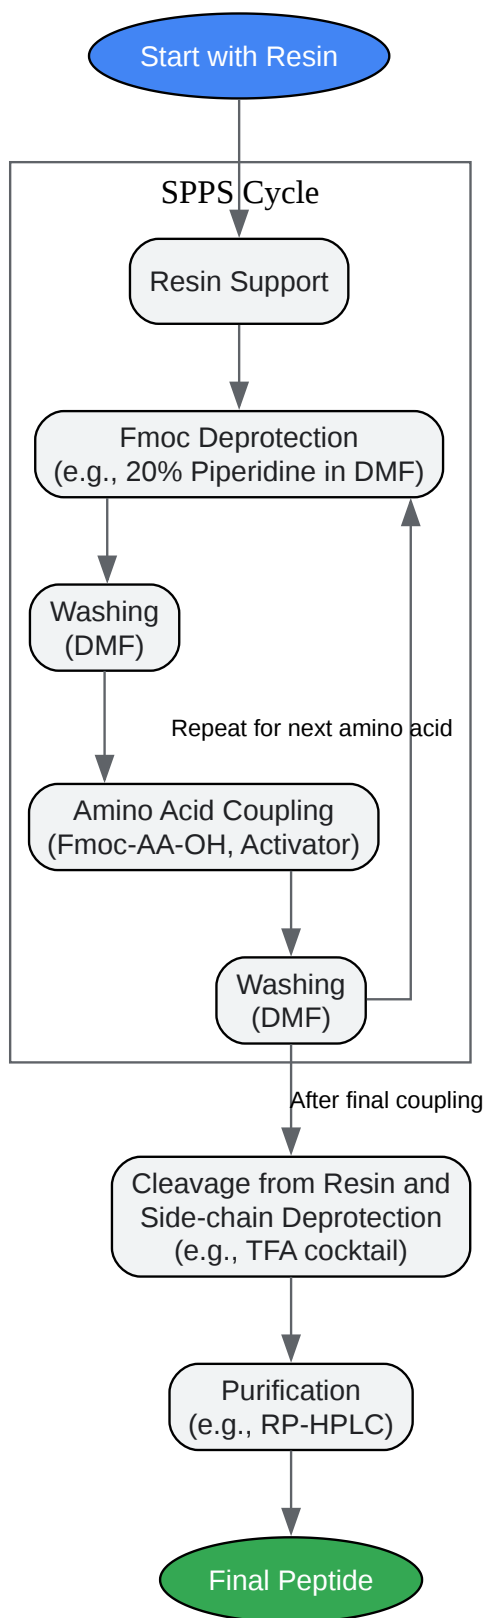 Start with Resin
SPPS Cycle
Resin Support
Fmoc Deprotection
(e.g., 20% Piperidine in DMF)
Washing
(DMF)
Repeat for next amino acid
Amino Acid Coupling
(Fmoc-AA-OH, Activator)
Washing
(DMF)
After final coupling
Cleavage from Resin and
Side-chain Deprotection
(e.g., TFA cocktail)
Purification
(e.g., RP-HPLC)
Final Peptide